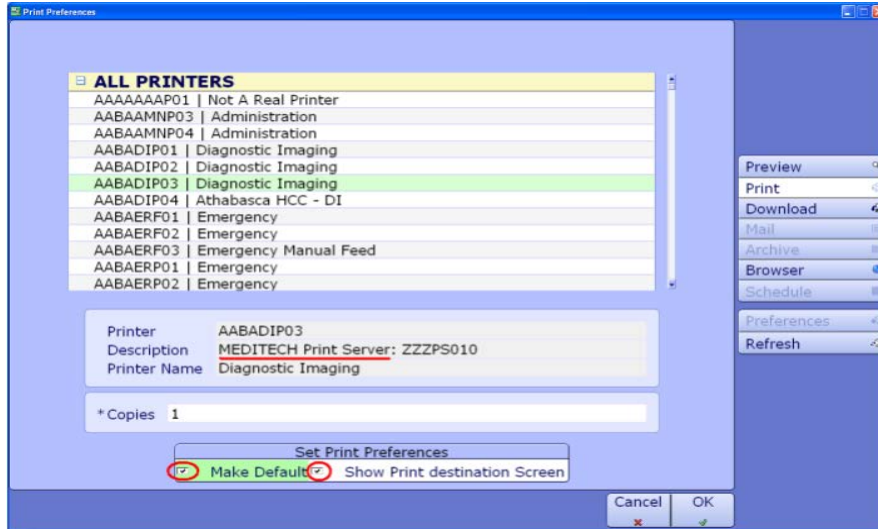 Print Preferences
ALL PRINTERS
AAAAAAAP01 | Not A Real Printer
AABAAMNP03 | Administration
AABAAMNP04 | Administration
AABADIP01 | Diagnostic Imaging
AABADIP02 | Diagnostic Imaging
AABADIP03 | Diagnostic Imaging
AABADIP04 | Athabasca HCC - DI
AABAERF01 | Emergency
AABAERF02 | Emergency
AABAERF03 | Emergency Manual Feed
AABAERP01 | Emergency
AABAERP02 | Emergency
Printer AABADIP03
Description MEDITECH Print Server: ZZZPS010
Printer Name Diagnostic Imaging
*Copies 1
Set Print Preferences
Make Default Show Print destination Screen
Preview
Print
Download
Mail
Archive
Browser
Schedule
Preferences
Refresh
Cancel OK